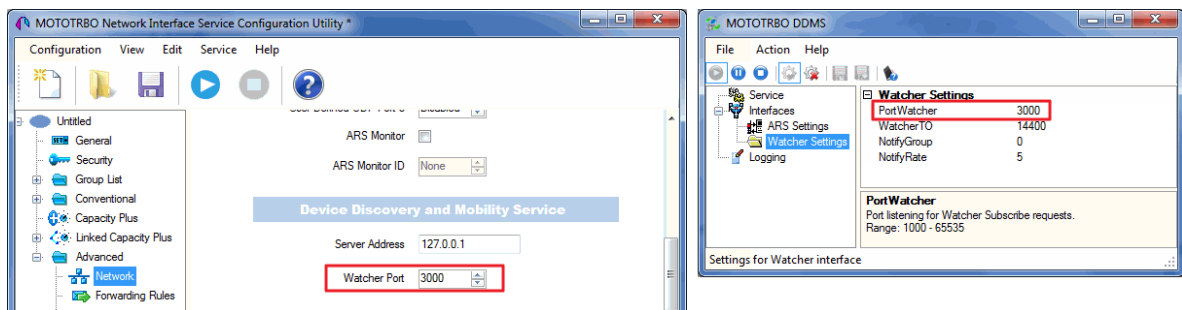 MOTOTRBO Network Interface Service Configuration Utility *
Configuration View Edit Service Help
Untitled
General
Security
Group List
Conventional
Capacity Plus
Linked Capacity Plus
Advanced
Network
Forwarding Rules
ARS Monitor
ARS Monitor ID None
Device Discovery and Mobility Service
Server Address 127.0.0.1
Watcher Port 3000
MOTOTRBO DDMS
File Action Help
Service
Interfaces
ARS Settings
Watcher Settings
Logging
Watcher Settings
PortWatcher 3000
WatcherTO 14400
NotifyGroup 0
NotifyRate 5
PortWatcher
Port listening for Watcher Subscribe requests.
Range: 1000 - 65535
Settings for Watcher interface